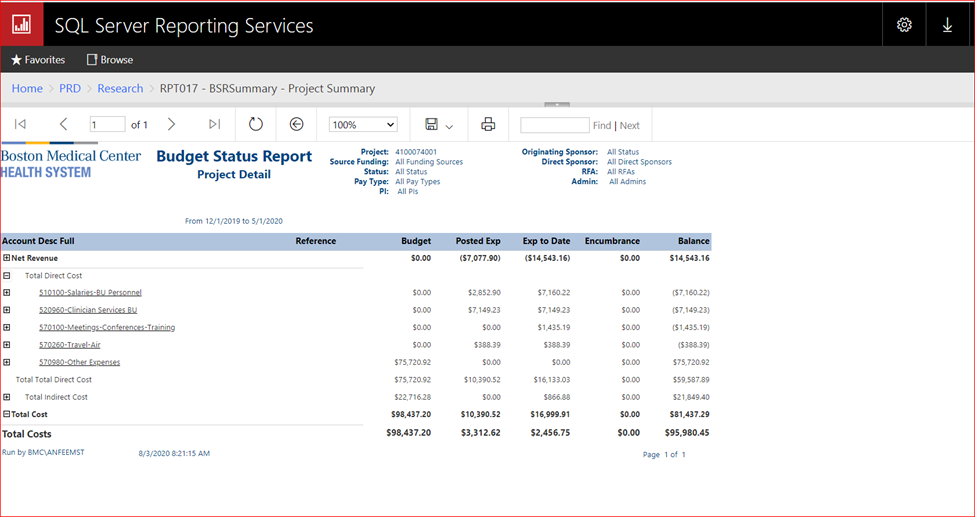 SQL Server Reporting Services
Favorites Browse
Home > PRD > Research > RPT017 - BSRSummary - Project Summary
1 of 1 100% Find | Next
Boston Medical Center
HEALTH SYSTEM
Budget Status Report
Project Detail
Project: 4100074001
Source Funding: All Funding Sources
Status: All Status
Pay Type: All Pay Types
PI: All PIs
Originating Sponsor: All Status
Direct Sponsor: All Direct Sponsors
RFA: All RFAs
Admin: All Admins
From 12/1/2019 to 5/1/2020
Account Desc Full Reference Budget Posted Exp Exp to Date Encumbrance Balance
Net Revenue $0.00 ($7,077.90) ($14,543.16) $0.00 $14,543.16
Total Direct Cost
510100-Salaries-BU Personnel $0.00 $2,852.90 $7,160.22 $0.00 ($7,160.22)
520960-Clinician Services BU $0.00 $7,149.23 $7,149.23 $0.00 ($7,149.23)
570100-Meetings-Conferences-Training $0.00 $0.00 $1,435.19 $0.00 ($1,435.19)
570260-Travel-Air $0.00 $388.39 $388.39 $0.00 ($388.39)
570980-Other Expenses $75,720.92 $0.00 $0.00 $0.00 $75,720.92
Total Total Direct Cost $75,720.92 $10,390.52 $16,133.03 $0.00 $59,587.89
Total Indirect Cost $22,716.28 $0.00 $866.88 $0.00 $21,849.40
Total Cost $98,437.20 $10,390.52 $16,999.91 $0.00 $81,437.29
Total Costs $98,437.20 $3,312.62 $2,456.75 $0.00 $95,980.45
Run by BMC\ANFEEMST 8/3/2020 8:21:15 AM Page 1 of 1